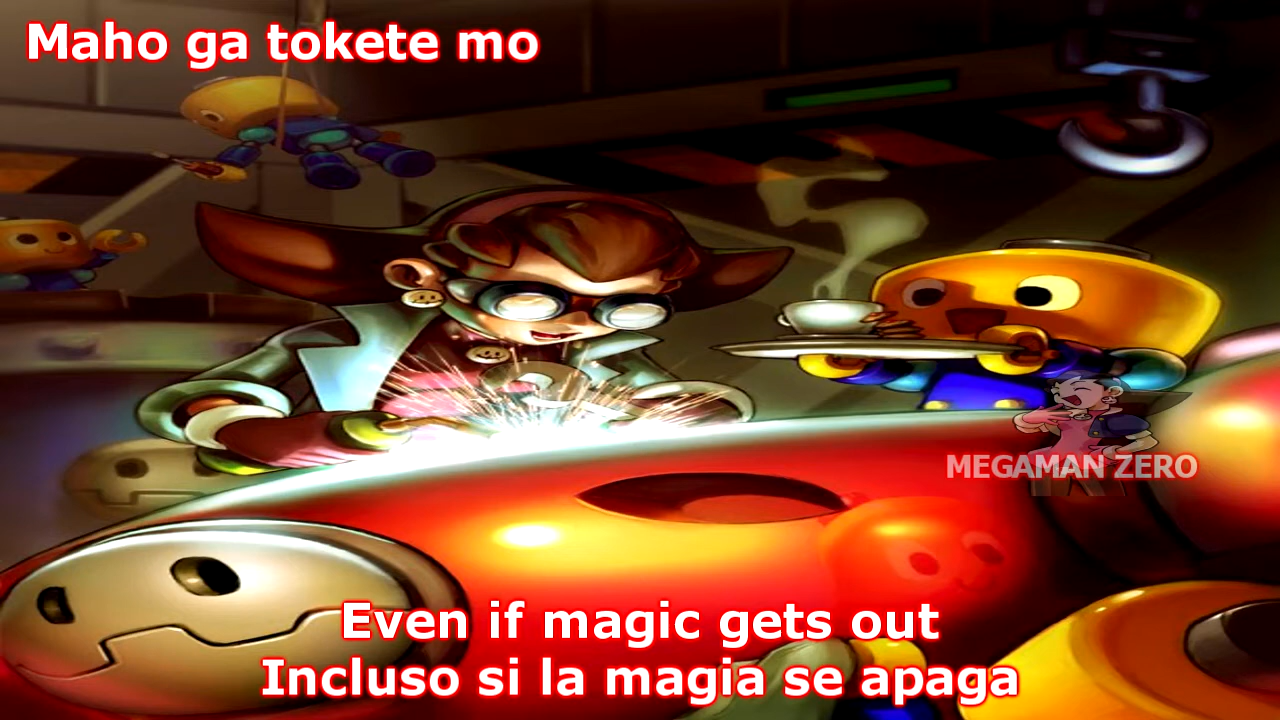 Maho ga tokete mo
MEGAMAN ZERO
Even if magic gets out
Incluso si la magia se apaga